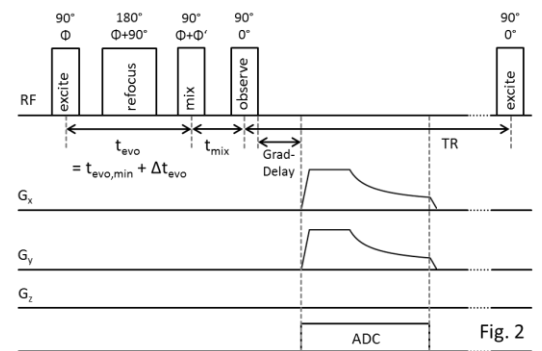 90° 180° 90° 90° 90°
Φ Φ+90° Φ+Φ‘ 0° 0°
RF excite refocus mix observe excite
t_evo t_mix Grad- TR
= t_evo,min + Δt_evo Delay
G_x
G_y
G_z
ADC Fig. 2